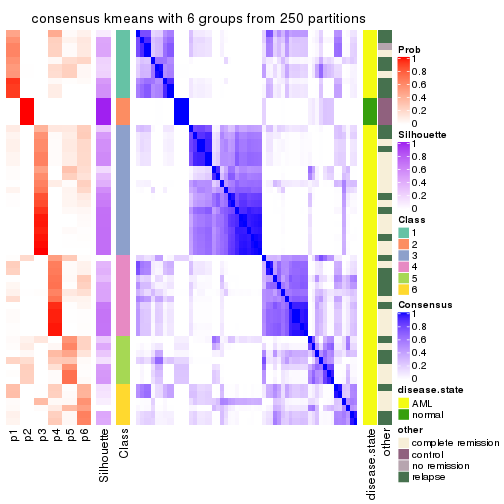 consensus kmeans with 6 groups from 250 partitions
Prob
1
0.8
0.6
0.4
0.2
0
Silhouette
1
0.8
0.6
0.4
0.2
0
Class
1
2
3
4
5
6
Consensus
1
0.8
0.6
0.4
0.2
0
disease.state
AML
normal
other
complete remission
control
no remission
relapse
p1
p2
p3
p4
p5
p6
Silhouette
Class
disease.state
other